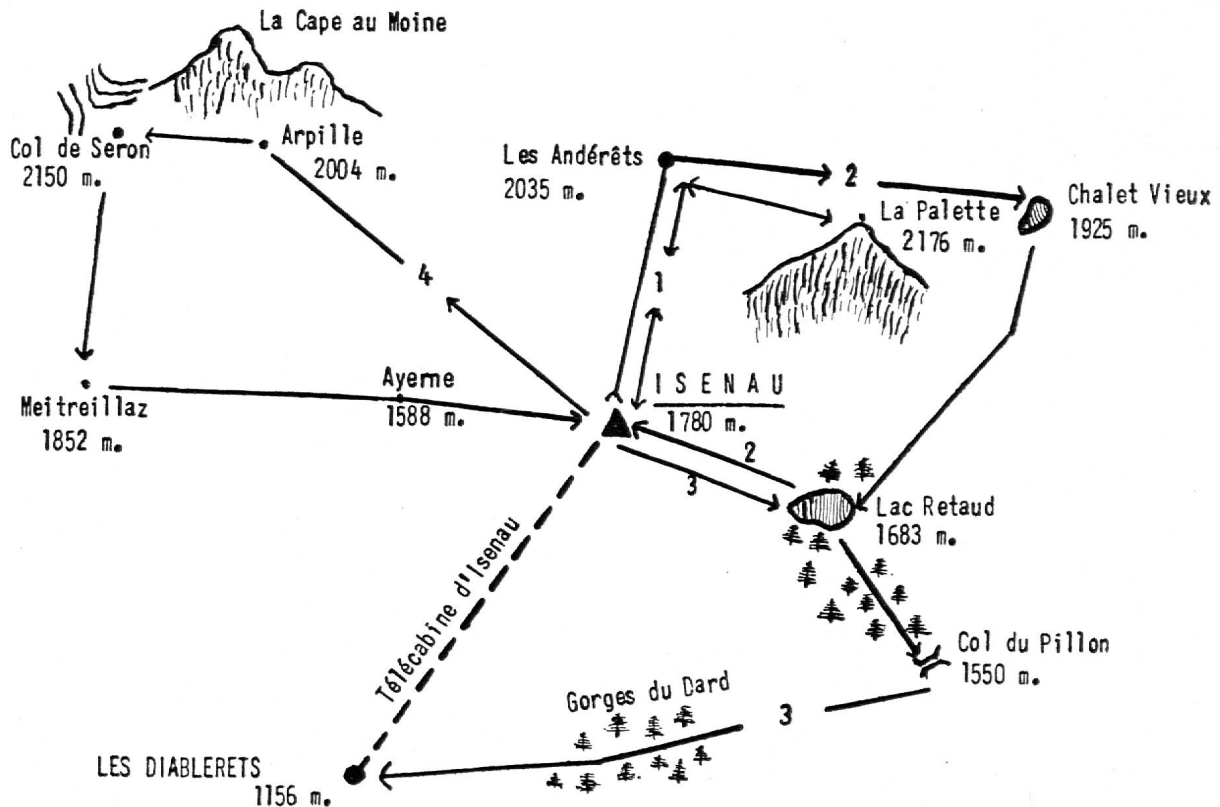 La Cape au Moine
Col de Seron
2150 m.
Arpille
2004 m.
Les Andérêts
2035 m.
2
Chalet Vieux
1925 m.
La Palette
2176 m.
1
4
Meitreillaz
1852 m.
Ayerne
1588 m.
ISENAU
1780 m.
2
3
Lac Retaud
1683 m.
Télécabine d'Isenau
Col du Pillon
1550 m.
Gorges du Dard
3
LES DIABLERETS
1156 m.